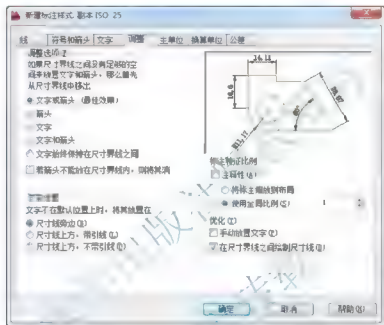 新建标注样式: 副本 ISO-25
线 符号和箭头 文字 调整 主单位 换算单位 公差
调整选项(F)
如果尺寸界线之间没有足够的空
间来放置文字和箭头，那么首先
从尺寸界线中移出
文字或箭头（最佳效果）
箭头
文字
文字和箭头
文字始终保持在尺寸界线之间
若箭头不能放在尺寸界线内，则将其消
文字位置
文字不在默认位置上时，将其放置在
尺寸线旁边(B)
尺寸线上方，带引线(L)
尺寸线上方，不带引线(O)
14,11
16,6
R11,17
标注特征比例
注释性(A)
将标注缩放到布局
使用全局比例(S) 1
优化(T)
手动放置文字(P)
在尺寸界线之间绘制尺寸线(D)
确定 取消 帮助(H)
出版社